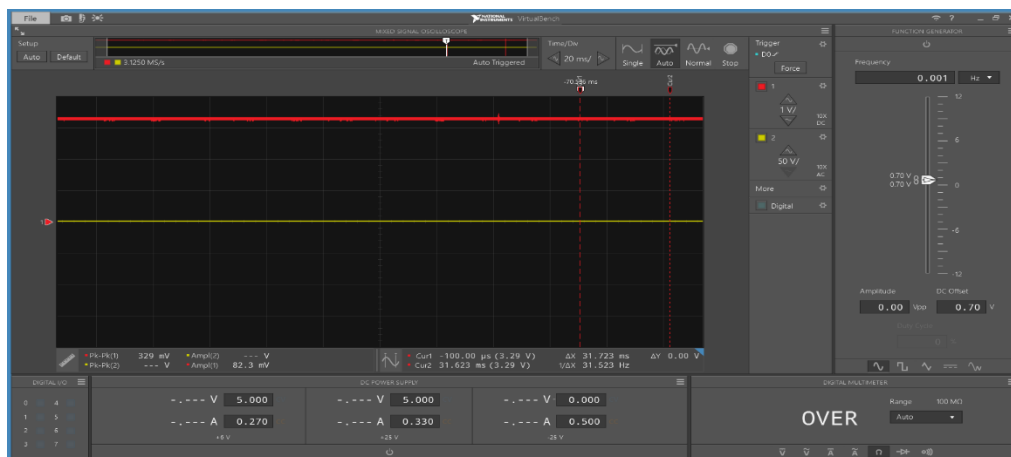 File
NATIONAL INSTRUMENTS VirtualBench
?
MIXED SIGNAL OSCILLOSCOPE
FUNCTION GENERATOR
Setup
Auto Default
3.1250 MS/s
Auto Triggered
Time/Div
20 ms/
Single Auto Normal Stop
Trigger
D0
Force
1
1 V/
10X
DC
2
50 V/
10X
AC
More
Digital
Cur2
1
Frequency
0.001 Hz
12
6
0.70 V
0.70 V
0
-6
-12
Amplitude DC Offset
0.00 Vpp 0.70 V
Duty Cycle
%
Pk-Pk(1) 329 mV Ampl(2) --- V
Pk-Pk(2) --- V Ampl(1) 82.3 mV
Cur1 -100.00 µs (3.29 V) ΔX 31.723 ms ΔY 0.00 V
Cur2 31.623 ms (3.29 V) 1/ΔX 31.523 Hz
DIGITAL I/O
0 4
1 5
2 6
3 7
DC POWER SUPPLY
-.--- V 5.000 -.--- V 5.000 -.--- V 0.000
-.--- A 0.270 -.--- A 0.330 -.--- A 0.500
+6 V +25 V -25 V
DIGITAL MULTIMETER
OVER
Range 100 MΩ
Auto